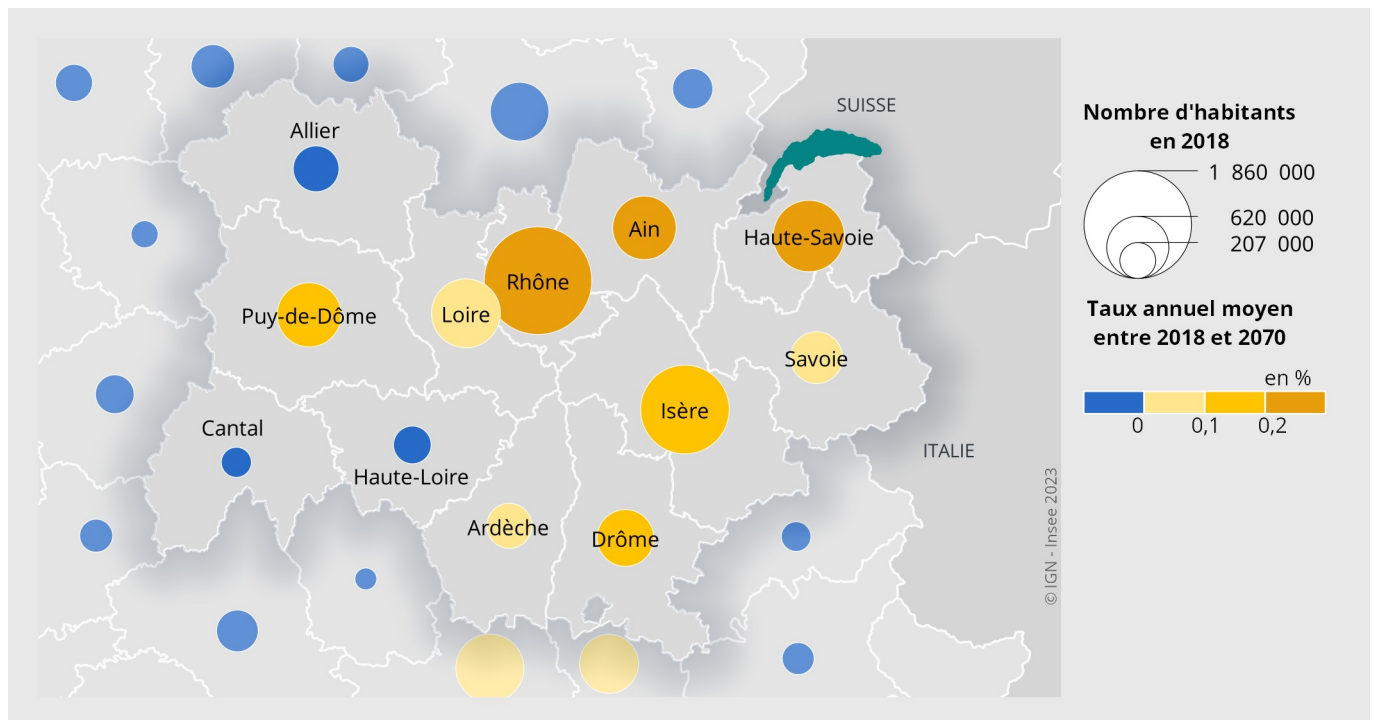 SUISSE
Allier
Ain
Haute-Savoie
Rhône
Puy-de-Dôme
Loire
Savoie
Isère
Cantal
Haute-Loire
ITALIE
Ardèche
Drôme
© IGN - Insee 2023
Nombre d'habitants
en 2018
1 860 000
620 000
207 000
Taux annuel moyen
entre 2018 et 2070
en %
0 0,1 0,2